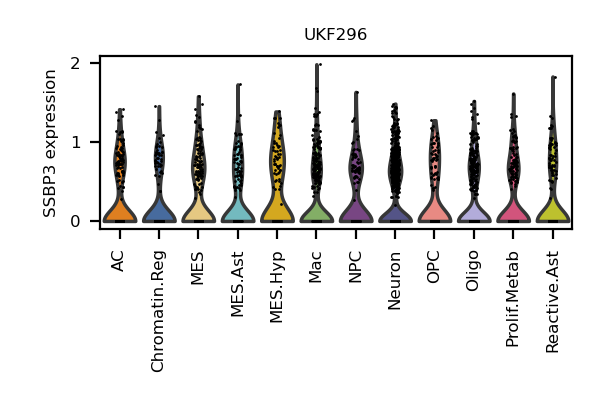 UKF296
SSBP3 expression
2
1
0
AC
Chromatin.Reg
MES
MES.Ast
MES.Hyp
Mac
NPC
Neuron
OPC
Oligo
Prolif.Metab
Reactive.Ast